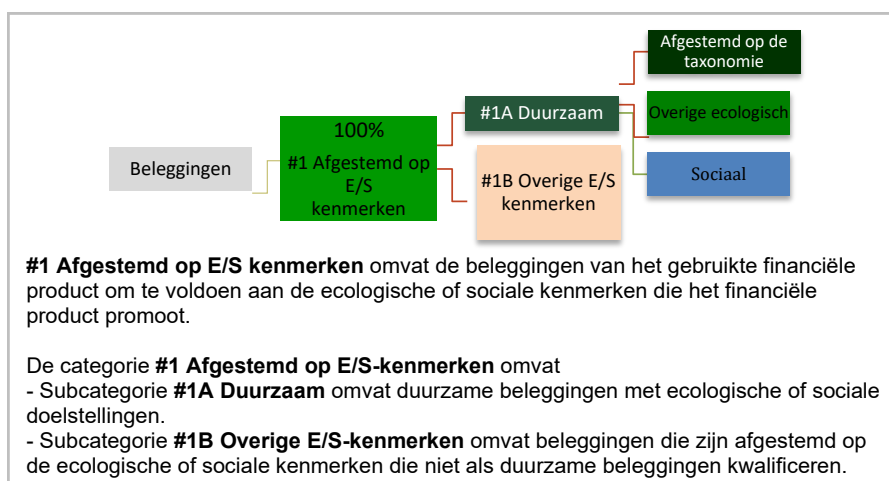 Afgestemd op de
taxonomie
100%
#1A Duurzaam
Overige ecologisch
Beleggingen
#1 Afgestemd op
E/S
kenmerken
#1B Overige E/S
kenmerken
Sociaal
#1 Afgestemd op E/S kenmerken omvat de beleggingen van het gebruikte financiële
product om te voldoen aan de ecologische of sociale kenmerken die het financiële
product promoot.
De categorie #1 Afgestemd op E/S-kenmerken omvat
- Subcategorie #1A Duurzaam omvat duurzame beleggingen met ecologische of sociale
doelstellingen.
- Subcategorie #1B Overige E/S-kenmerken omvat beleggingen die zijn afgestemd op
de ecologische of sociale kenmerken die niet als duurzame beleggingen kwalificeren.